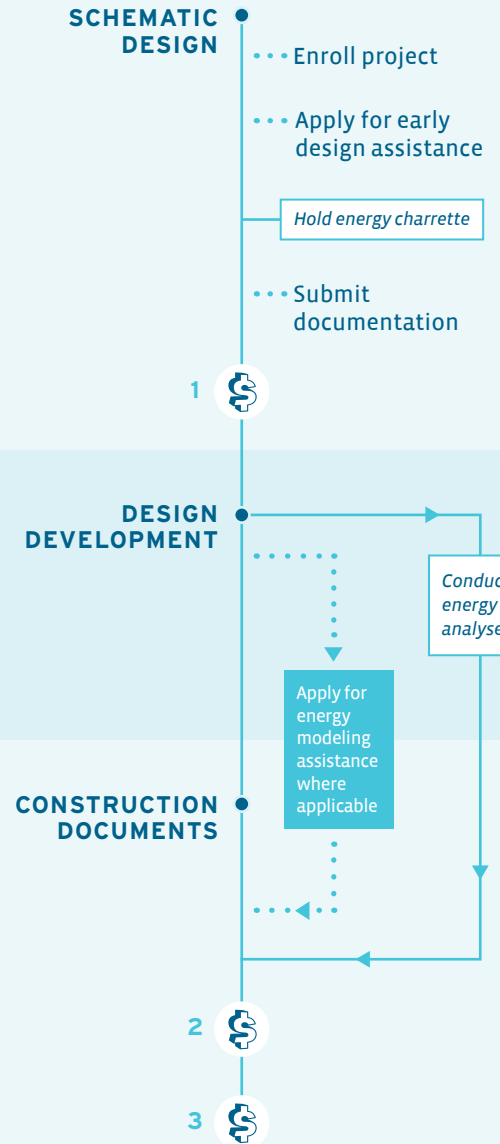 SCHEMATIC
DESIGN
Enroll project
Apply for early
design assistance
Hold energy charrette
Submit
documentation
1 $
DESIGN
DEVELOPMENT
energy
Apply for
energy
modeling
assistance
where
applicable
CONSTRUCTION
DOCUMENTS
2 $
3 $